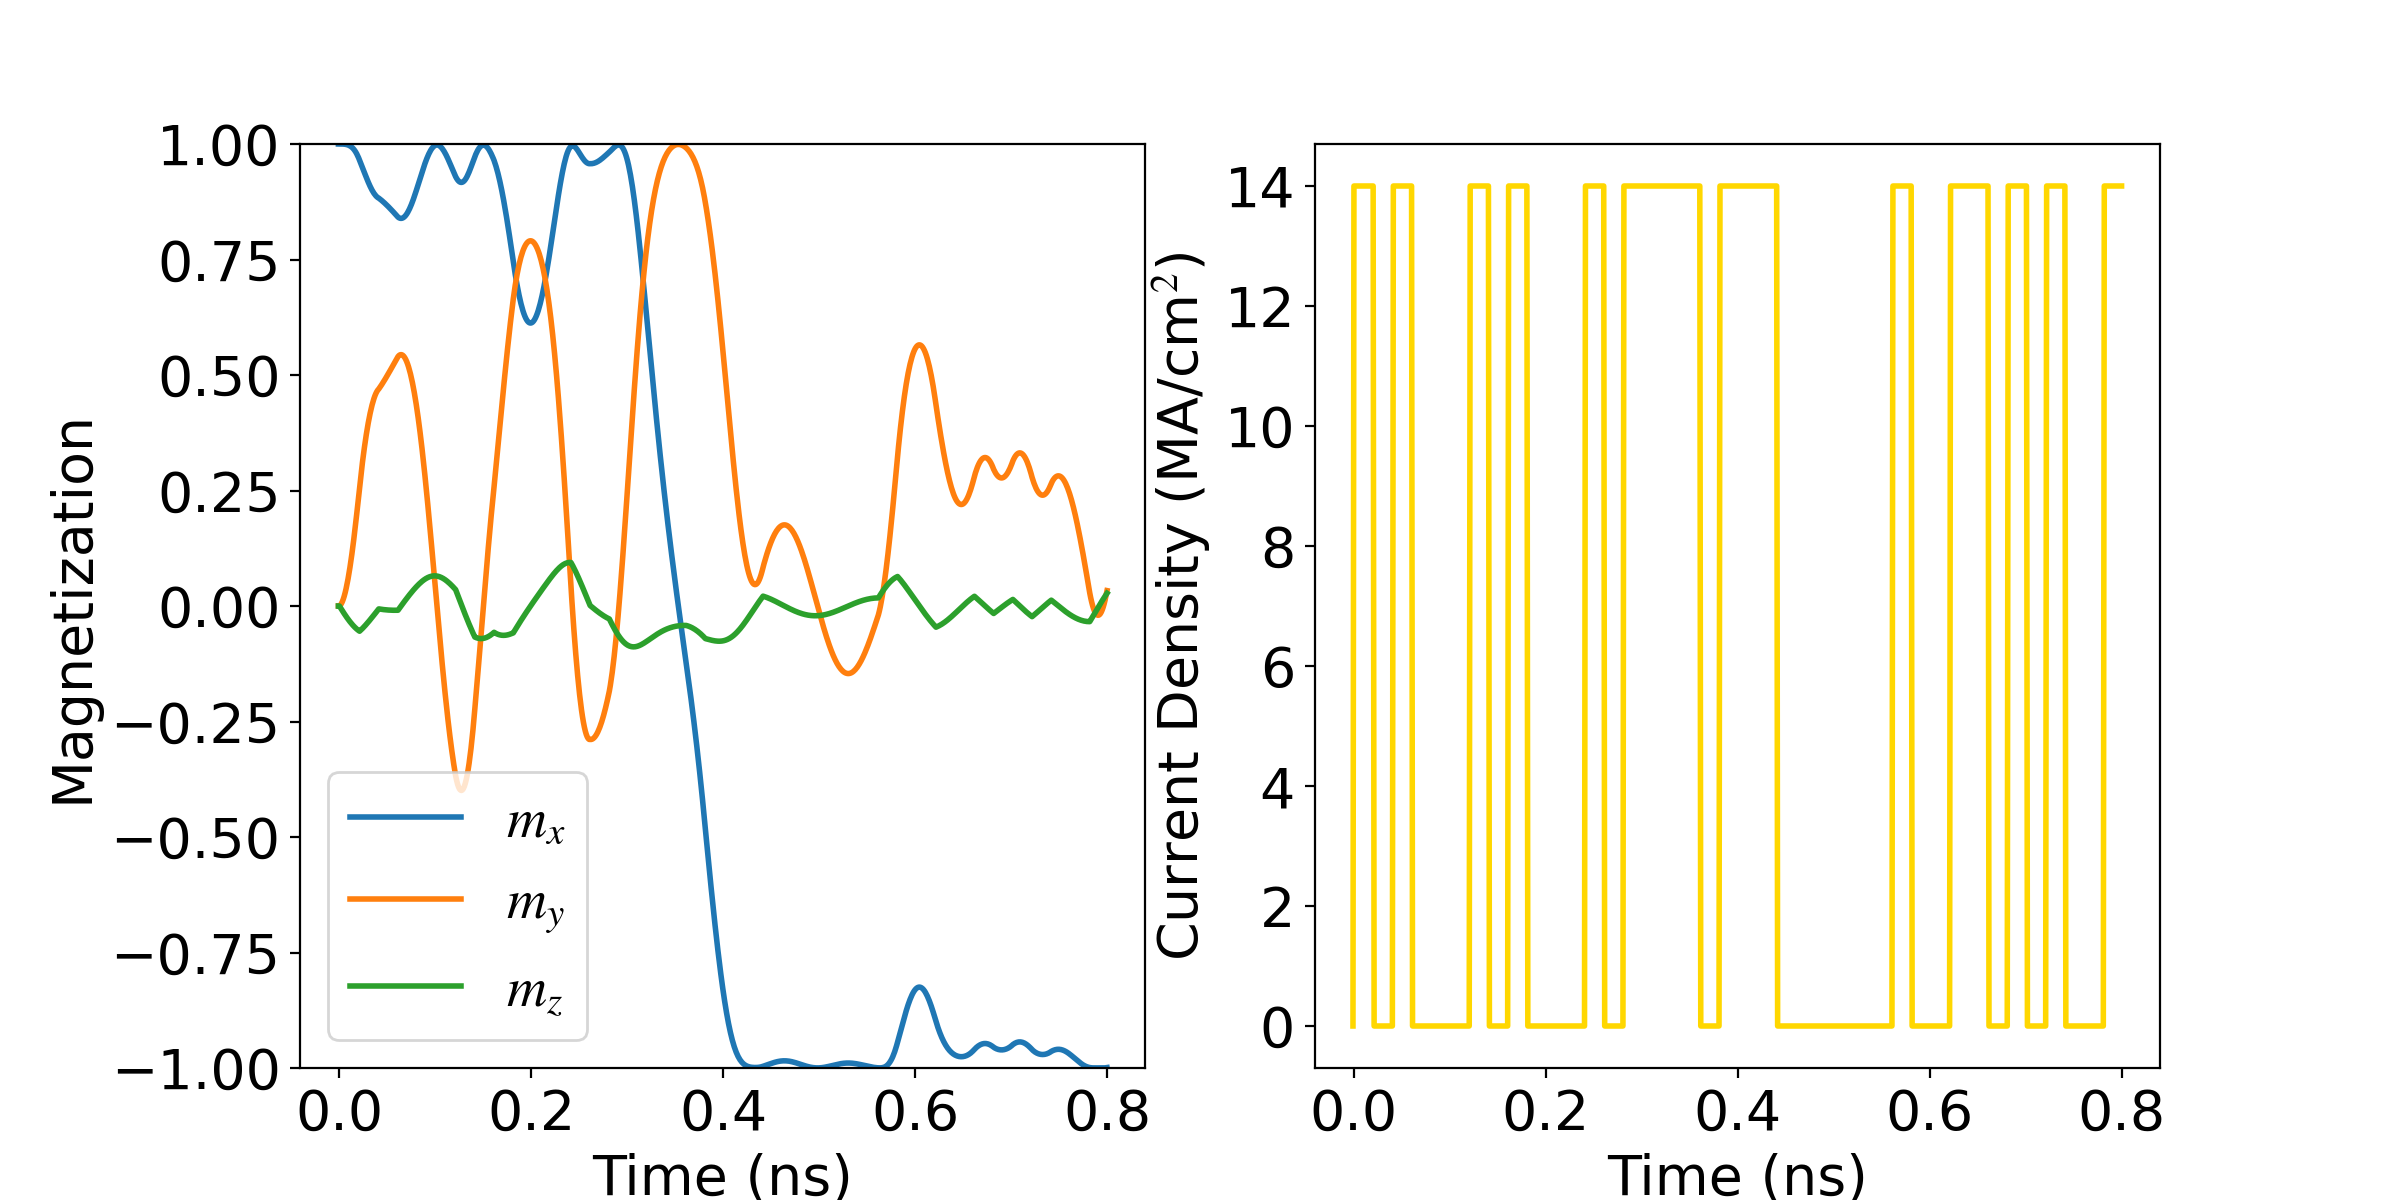 Magnetization
1.00
0.75
0.50
0.25
0.00
−0.25
−0.50
−0.75
−1.00
m_x
m_y
m_z
0.0 0.2 0.4 0.6 0.8
Time (ns)
Current Density (MA/cm²)
14
12
10
8
6
4
2
0
0.0 0.2 0.4 0.6 0.8
Time (ns)